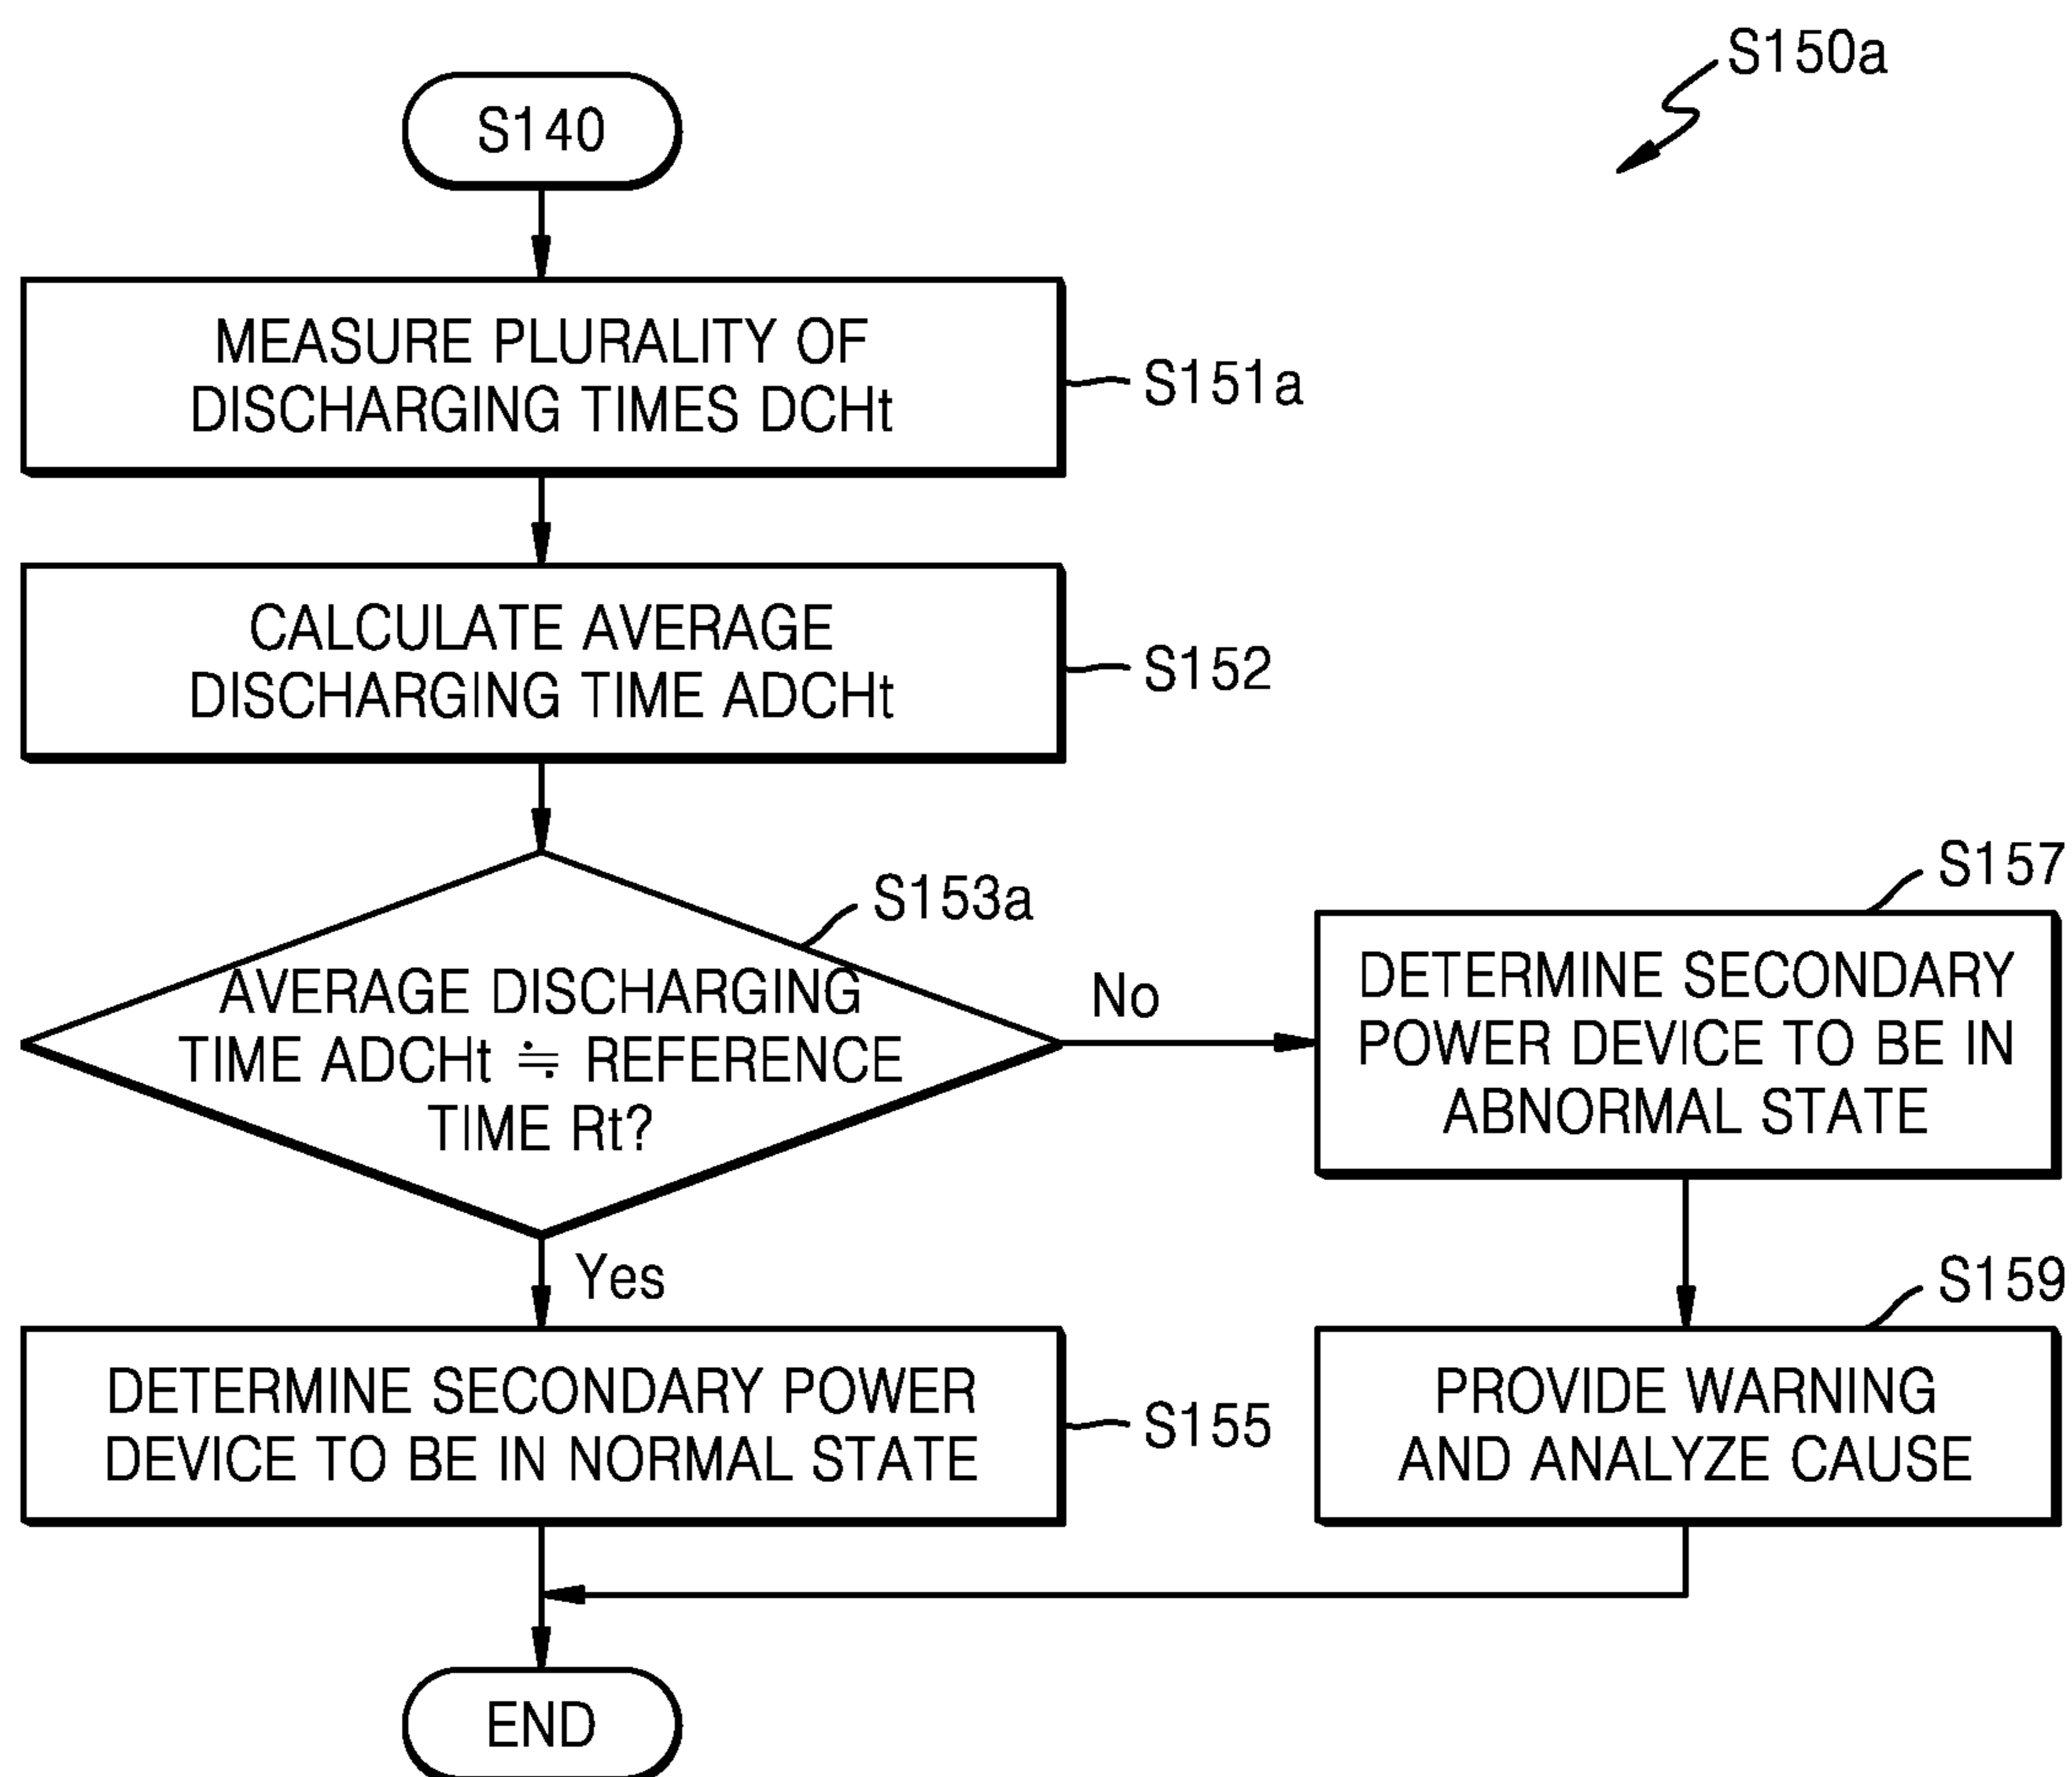 S150a
S140
MEASURE PLURALITY OF
DISCHARGING TIMES DCHt
S151a
CALCULATE AVERAGE
DISCHARGING TIME ADCHt
S152
S153a
AVERAGE DISCHARGING
TIME ADCHt ≒ REFERENCE
TIME Rt?
No
S157
DETERMINE SECONDARY
POWER DEVICE TO BE IN
ABNORMAL STATE
Yes
DETERMINE SECONDARY POWER
DEVICE TO BE IN NORMAL STATE
S155
S159
PROVIDE WARNING
AND ANALYZE CAUSE
END